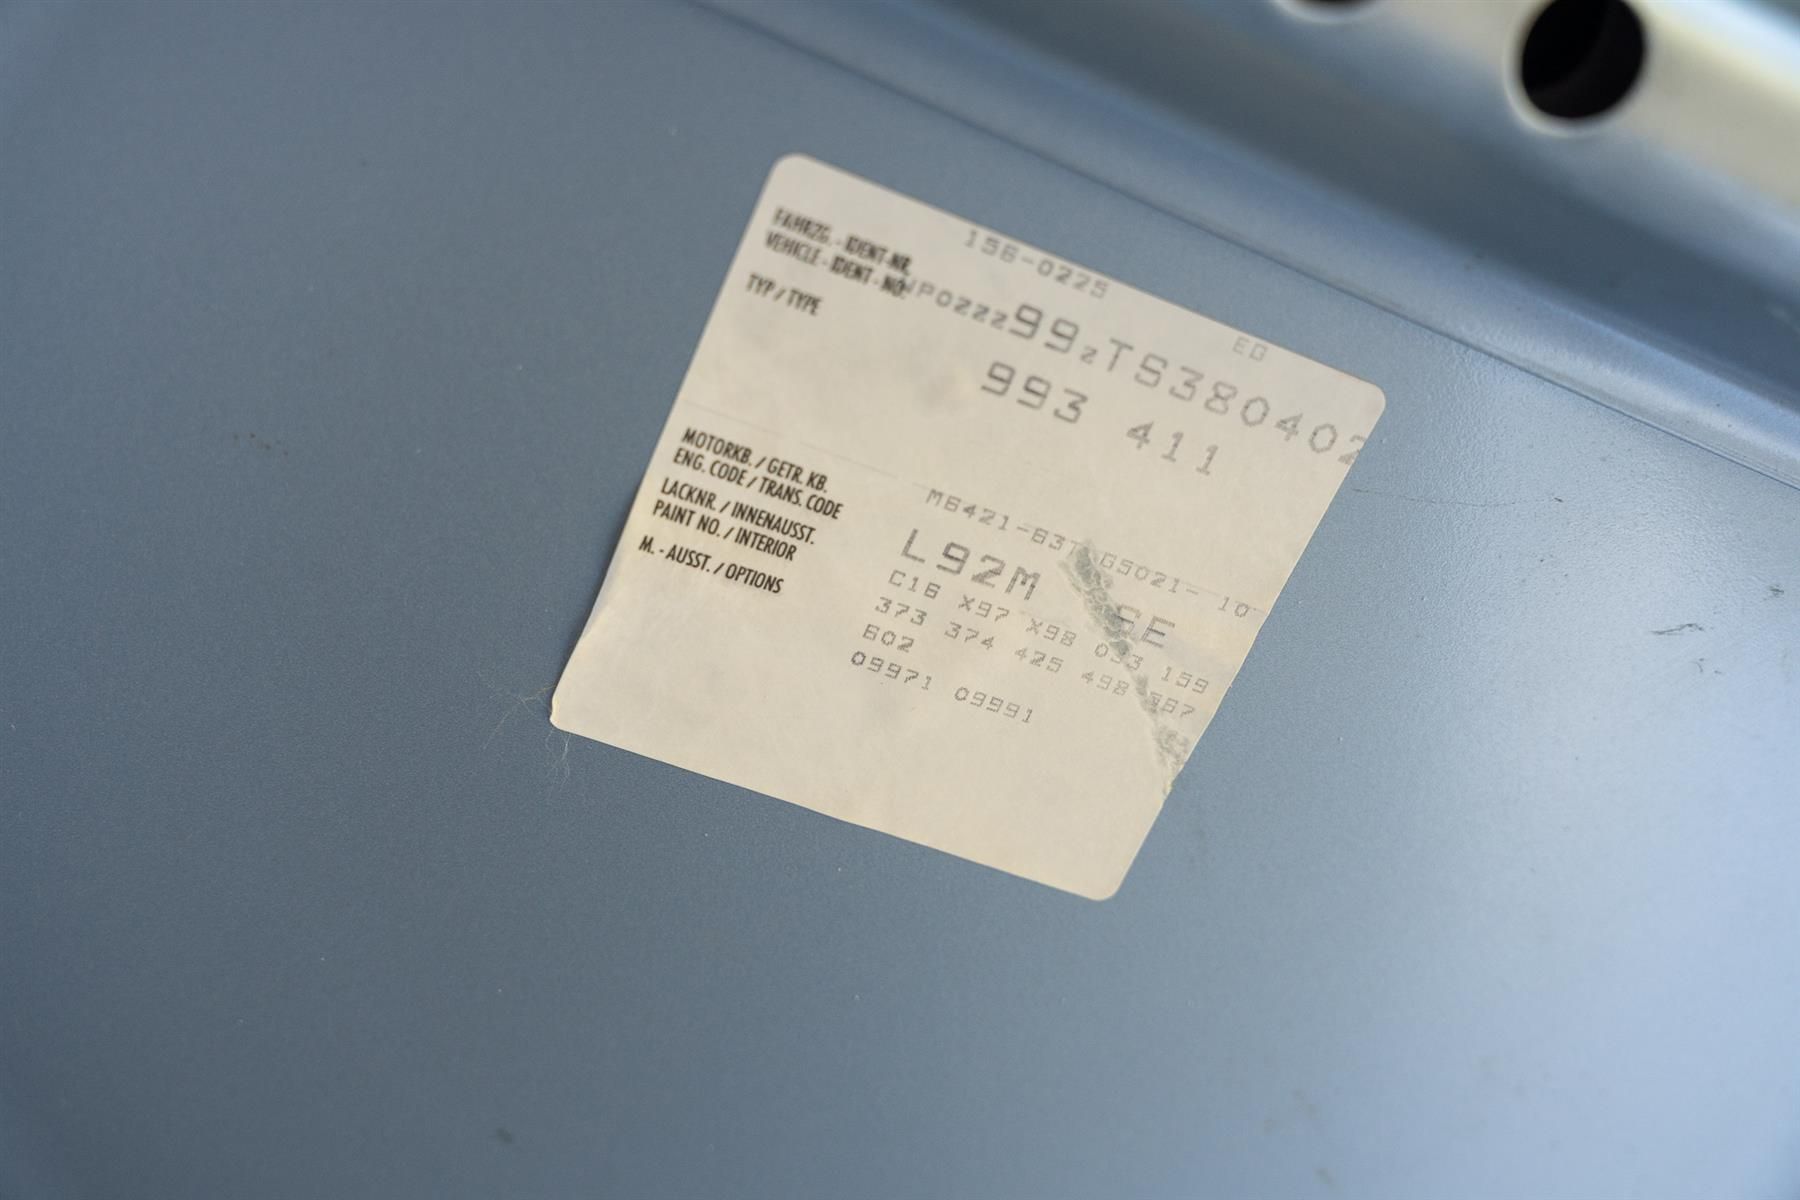 156-0225
ED
FAHRZG. - IDENT-NR.
VEHICLE - IDENT - NO. WP0ZZZ99ZTS380402
TYP / TYPE 993 411
MOTORKB. / GETR. KB. M6421-63T G5021- 10
ENG. CODE / TRANS. CODE
LACKNR. / INNENAUSST. L92M
PAINT NO. / INTERIOR
M. - AUSST. / OPTIONS C16 X97 X98 159
373 374 425 498
602
09971 09991